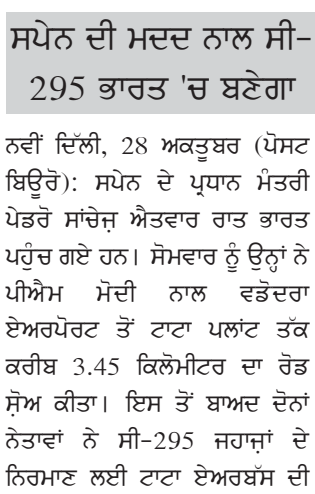 ਸਪੇਨ ਦੀ ਮਦਦ ਨਾਲ ਸੀ-
295 ਭਾਰਤ 'ਚ ਬਣੇਗਾ
ਨਵੀਂ ਦਿੱਲੀ, 28 ਅਕਤੂਬਰ (ਪੋਸਟ
ਬਿਊਰੋ): ਸਪੇਨ ਦੇ ਪ੍ਰਧਾਨ ਮੰਤਰੀ
ਪੇਡਰੋ ਸਾਂਚੇਜ਼ ਐਤਵਾਰ ਰਾਤ ਭਾਰਤ
ਪਹੁੰਚ ਗਏ ਹਨ। ਸੋਮਵਾਰ ਨੂੰ ਉਨ੍ਹਾਂ ਨੇ
ਪੀਐਮ ਮੋਦੀ ਨਾਲ ਵਡੋਦਰਾ
ਏਅਰਪੋਰਟ ਤੋਂ ਟਾਟਾ ਪਲਾਂਟ ਤੱਕ
ਕਰੀਬ 3.45 ਕਿਲੋਮੀਟਰ ਦਾ ਰੋਡ
ਸ਼ੋਅ ਕੀਤਾ। ਇਸ ਤੋਂ ਬਾਅਦ ਦੋਨਾਂ
ਨੇਤਾਵਾਂ ਨੇ ਸੀ-295 ਜਹਾਜ਼ਾਂ ਦੇ
ਨਿਰਮਾਣ ਲਈ ਟਾਟਾ ਏਅਰਬੱਸ ਦੀ